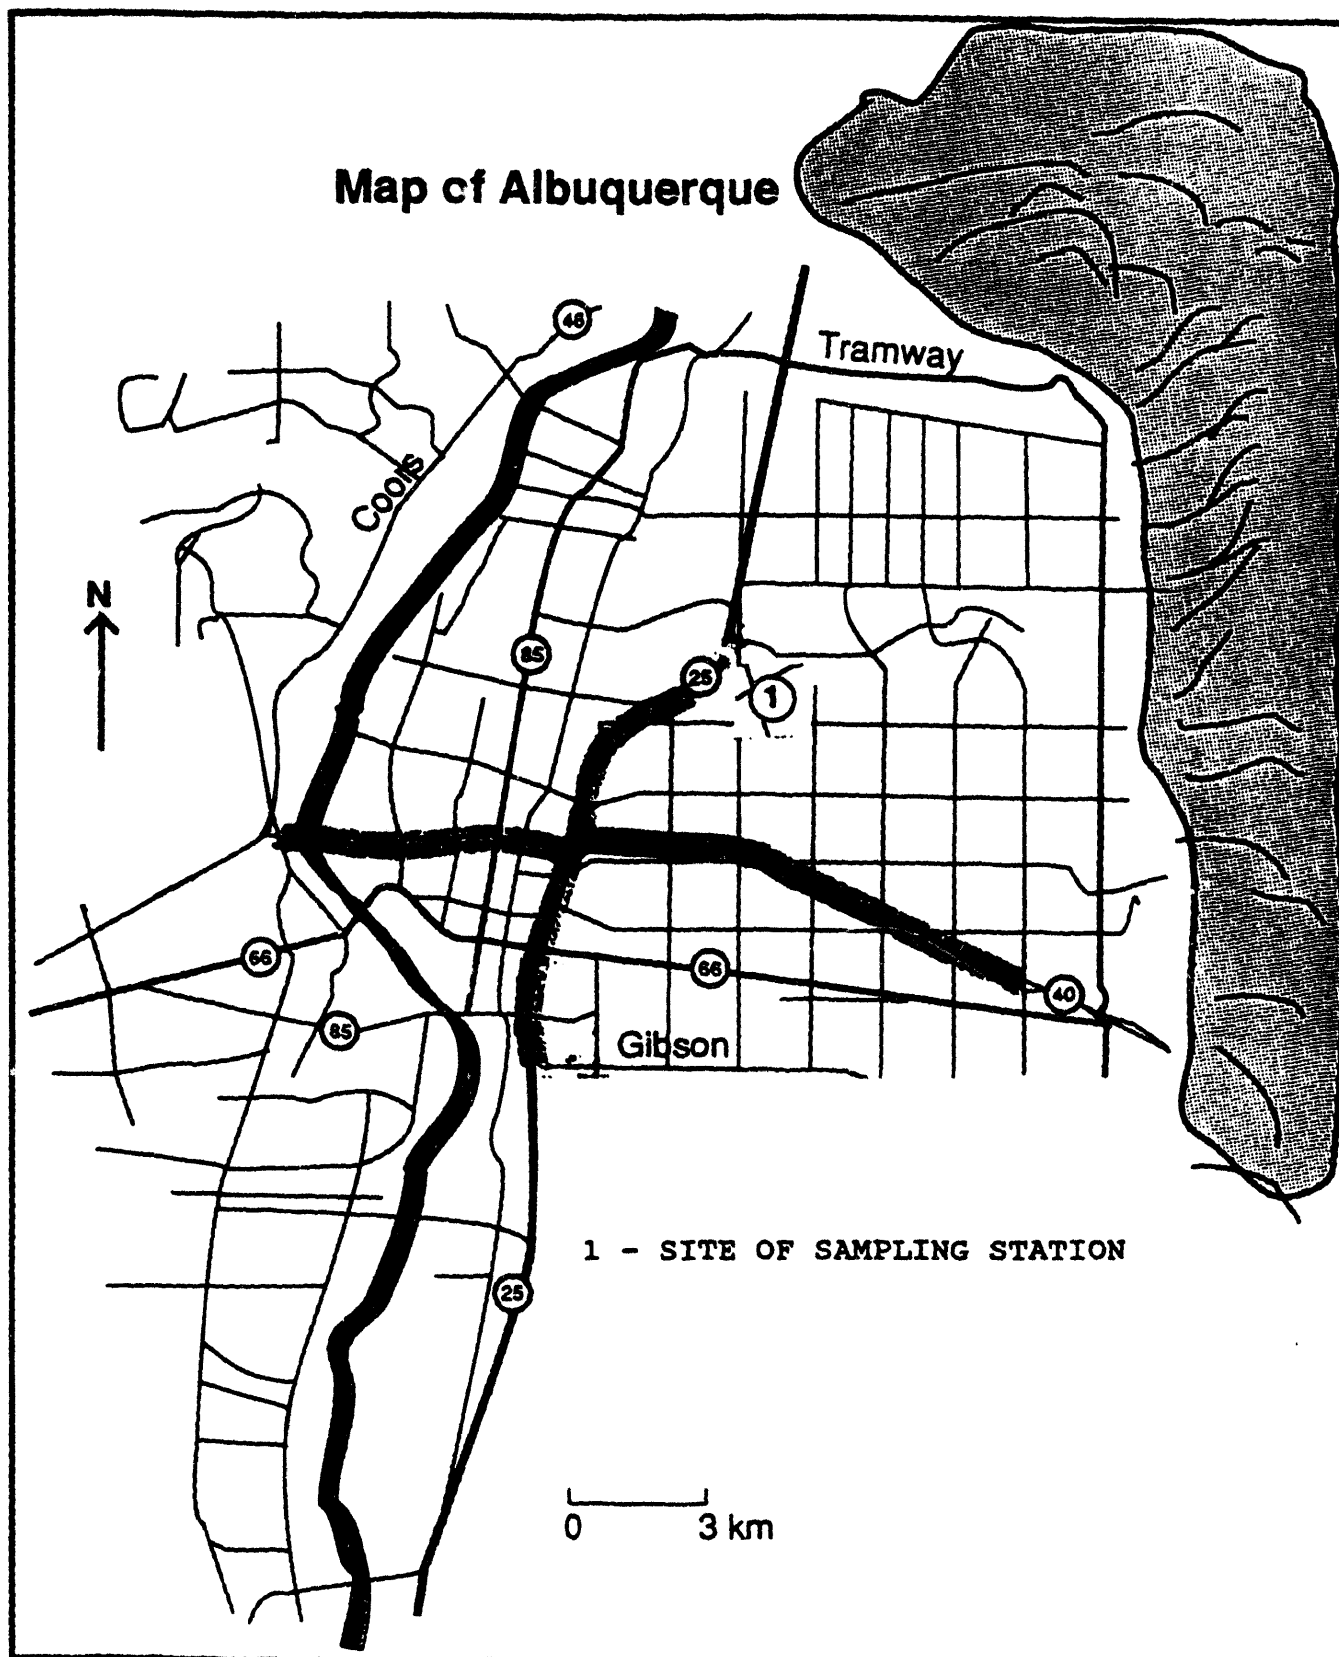 Map of Albuquerque
46
Tramway
Coors
N
85
25
1
66
66
40
85
Gibson
1 - SITE OF SAMPLING STATION
25
0 3 km